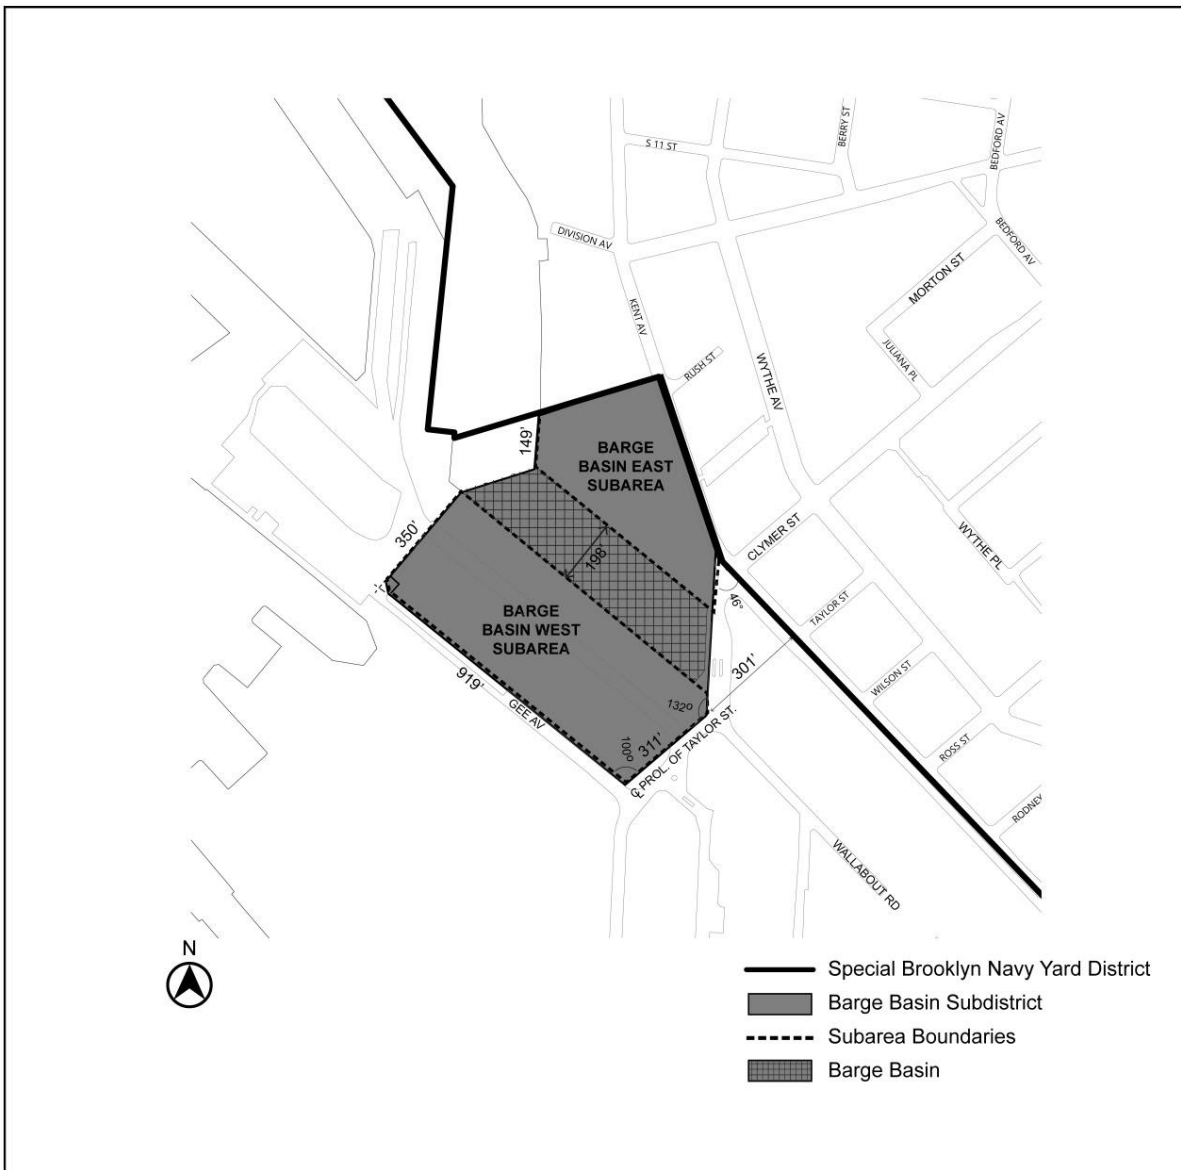 S 11 ST
BERRY ST
BEDFORD AV
DIVISION AV
BEDFORD AV
MORTON ST
KENT AV
JULIANA PL
RUSH ST
WYTHE AV
149'
BARGE
BASIN EAST
SUBAREA
350'
198'
CLYMER ST
WYTHE PL
46°
TAYLOR ST
BARGE
BASIN WEST
SUBAREA
301'
WILSON ST
919'
GEE AV
132°
311'
100°
℄ PROL. OF TAYLOR ST.
ROSS ST
RODNEY
WALLABOUT RD
N
Special Brooklyn Navy Yard District
Barge Basin Subdistrict
Subarea Boundaries
Barge Basin